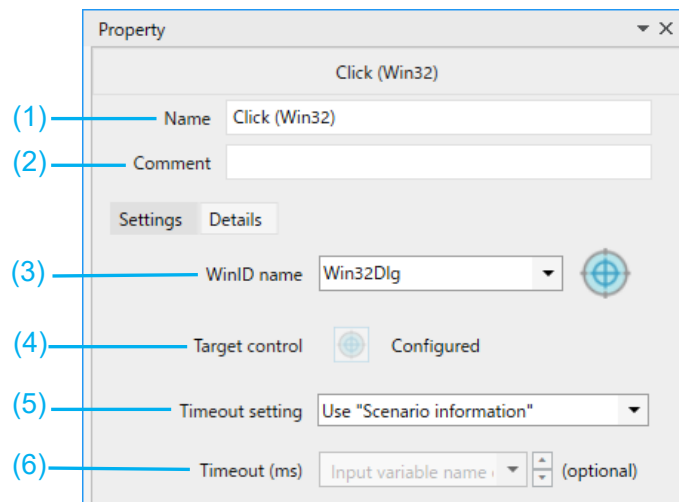 Property
Click (Win32)
(1) Name Click (Win32)
(2) Comment
Settings Details
(3) WinID name Win32Dlg
(4) Target control Configured
(5) Timeout setting Use "Scenario information"
(6) Timeout (ms) Input variable name (optional)